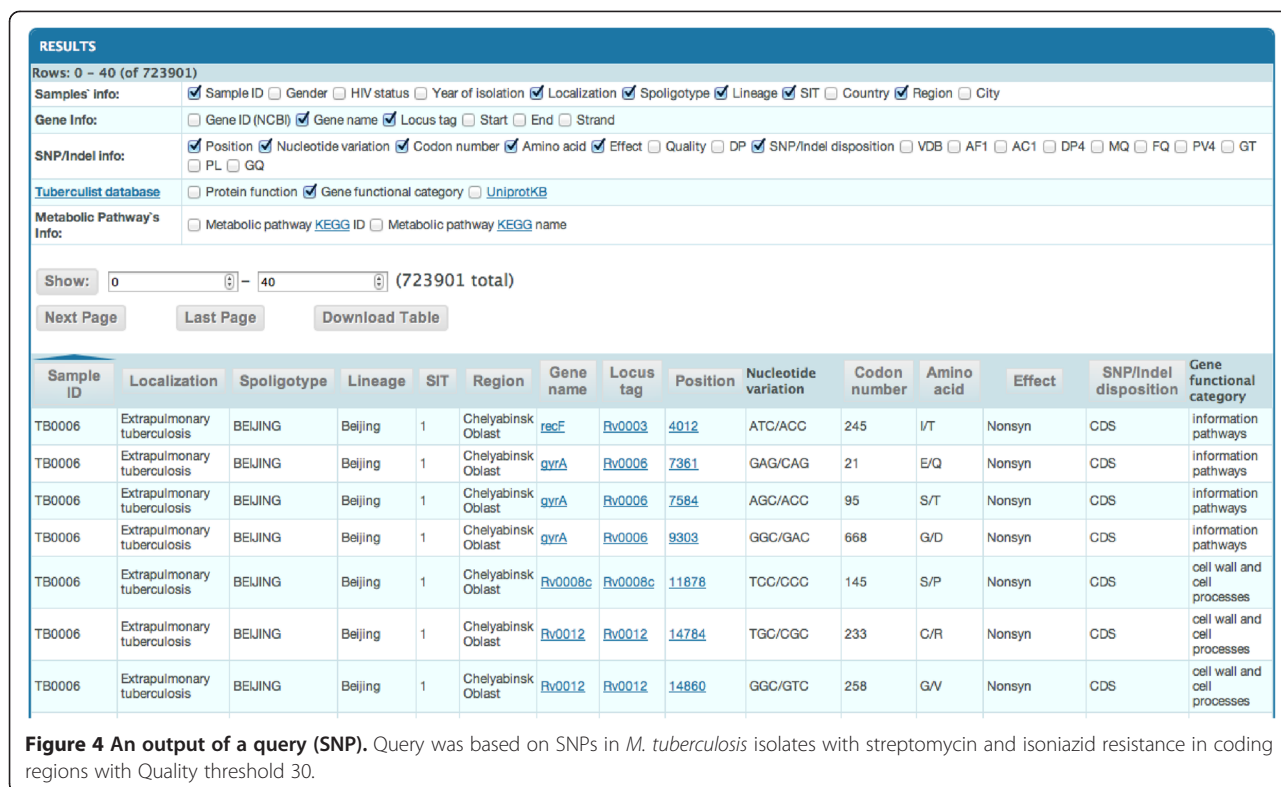 RESULTS
Rows: 0 – 40 (of 723901)
Samples` info: Sample ID Gender HIV status Year of isolation Localization Spoligotype Lineage SIT Country Region City
Gene Info: Gene ID (NCBI) Gene name Locus tag Start End Strand
SNP/Indel info: Position Nucleotide variation Codon number Amino acid Effect Quality DP SNP/Indel disposition VDB AF1 AC1 DP4 MQ FQ PV4 GT
PL GQ
Tuberculist database Protein function Gene functional category UniprotKB
Metabolic Pathway`s Info: Metabolic pathway KEGG ID Metabolic pathway KEGG name
Show: 0 – 40 (723901 total)
Next Page Last Page Download Table
Sample ID Localization Spoligotype Lineage SIT Region Gene name Locus tag Position Nucleotide variation Codon number Amino acid Effect SNP/Indel disposition Gene functional category
TB0006 Extrapulmonary tuberculosis BEIJING Beijing 1 Chelyabinsk Oblast recF Rv0003 4012 ATC/ACC 245 I/T Nonsyn CDS information pathways
TB0006 Extrapulmonary tuberculosis BEIJING Beijing 1 Chelyabinsk Oblast gyrA Rv0006 7361 GAG/CAG 21 E/Q Nonsyn CDS information pathways
TB0006 Extrapulmonary tuberculosis BEIJING Beijing 1 Chelyabinsk Oblast gyrA Rv0006 7584 AGC/ACC 95 S/T Nonsyn CDS information pathways
TB0006 Extrapulmonary tuberculosis BEIJING Beijing 1 Chelyabinsk Oblast gyrA Rv0006 9303 GGC/GAC 668 G/D Nonsyn CDS information pathways
TB0006 Extrapulmonary tuberculosis BEIJING Beijing 1 Chelyabinsk Oblast Rv0008c Rv0008c 11878 TCC/CCC 145 S/P Nonsyn CDS cell wall and cell processes
TB0006 Extrapulmonary tuberculosis BEIJING Beijing 1 Chelyabinsk Oblast Rv0012 Rv0012 14784 TGC/CGC 233 C/R Nonsyn CDS cell wall and cell processes
TB0006 Extrapulmonary tuberculosis BEIJING Beijing 1 Chelyabinsk Oblast Rv0012 Rv0012 14860 GGC/GTC 258 G/V Nonsyn CDS cell wall and cell processes
Figure 4 An output of a query (SNP). Query was based on SNPs in M. tuberculosis isolates with streptomycin and isoniazid resistance in coding
regions with Quality threshold 30.